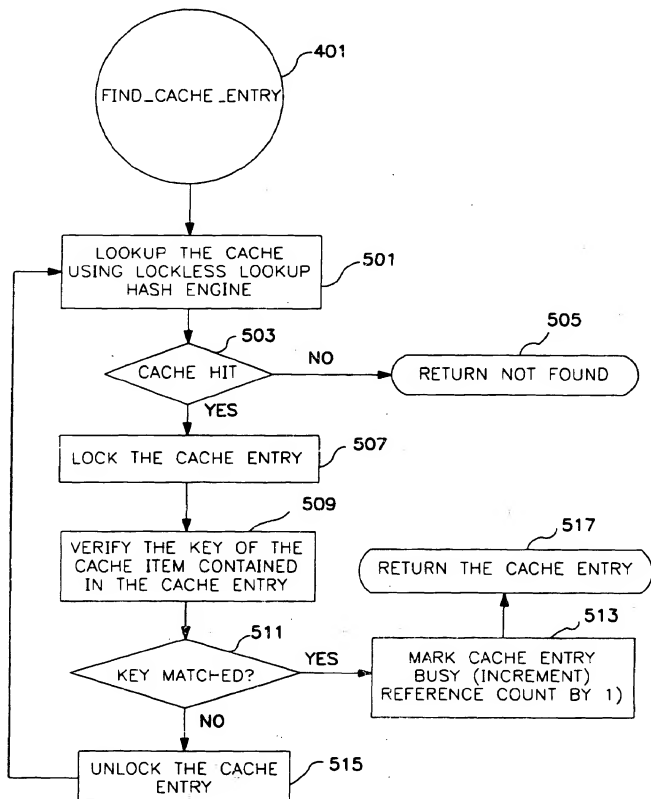 401
FIND_CACHE_ENTRY
LOOKUP THE CACHE
USING LOCKLESS LOOKUP
HASH ENGINE
501
503
CACHE HIT
NO
505
RETURN NOT FOUND
YES
LOCK THE CACHE ENTRY
507
509
VERIFY THE KEY OF THE
CACHE ITEM CONTAINED
IN THE CACHE ENTRY
517
RETURN THE CACHE ENTRY
511
KEY MATCHED?
YES
513
MARK CACHE ENTRY
BUSY (INCREMENT)
REFERENCE COUNT BY 1)
NO
UNLOCK THE CACHE
ENTRY
515